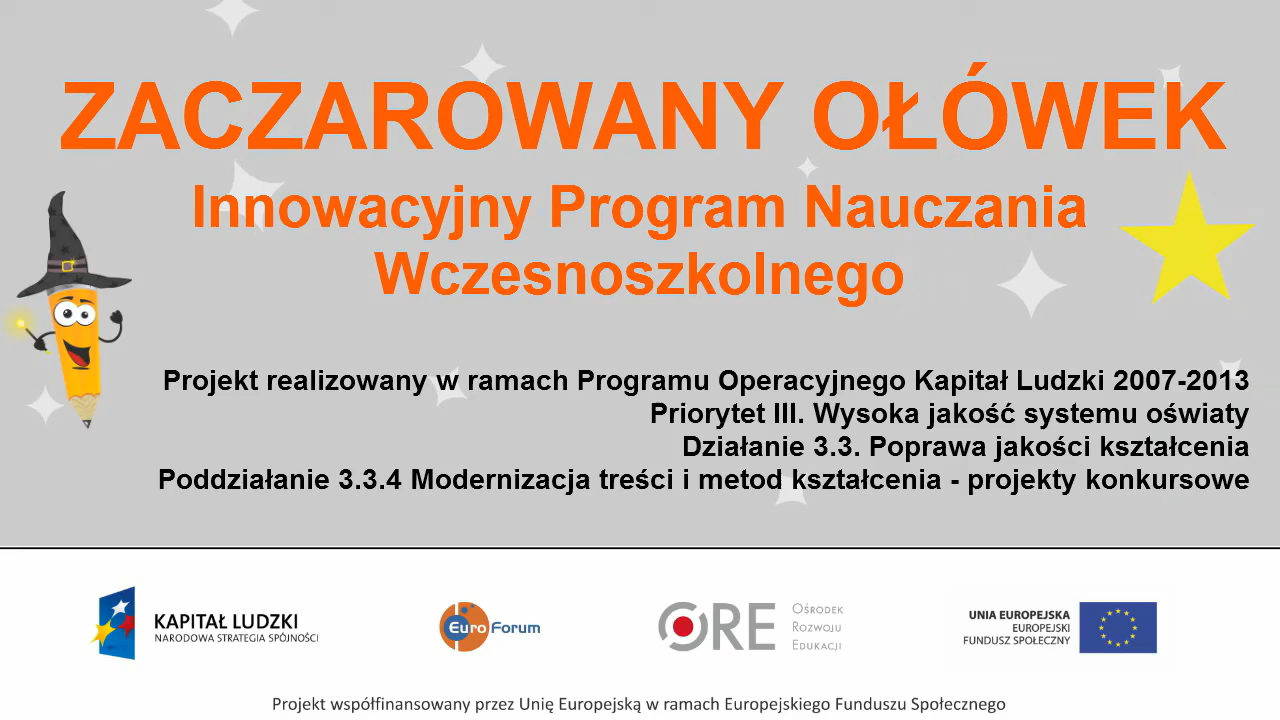 ZACZAROWANY OŁÓWEK
Innowacyjny Program Nauczania
Wczesnoszkolnego
Projekt realizowany w ramach Programu Operacyjnego Kapitał Ludzki 2007-2013
Priorytet III. Wysoka jakość systemu oświaty
Działanie 3.3. Poprawa jakości kształcenia
Poddziałanie 3.3.4 Modernizacja treści i metod kształcenia - projekty konkursowe
KAPITAŁ LUDZKI
NARODOWA STRATEGIA SPÓJNOŚCI
EuroForum
ORE
Ośrodek
Rozwoju
Edukacji
UNIA EUROPEJSKA
EUROPEJSKI
FUNDUSZ SPOŁECZNY
Projekt współfinansowany przez Unię Europejską w ramach Europejskiego Funduszu Społecznego